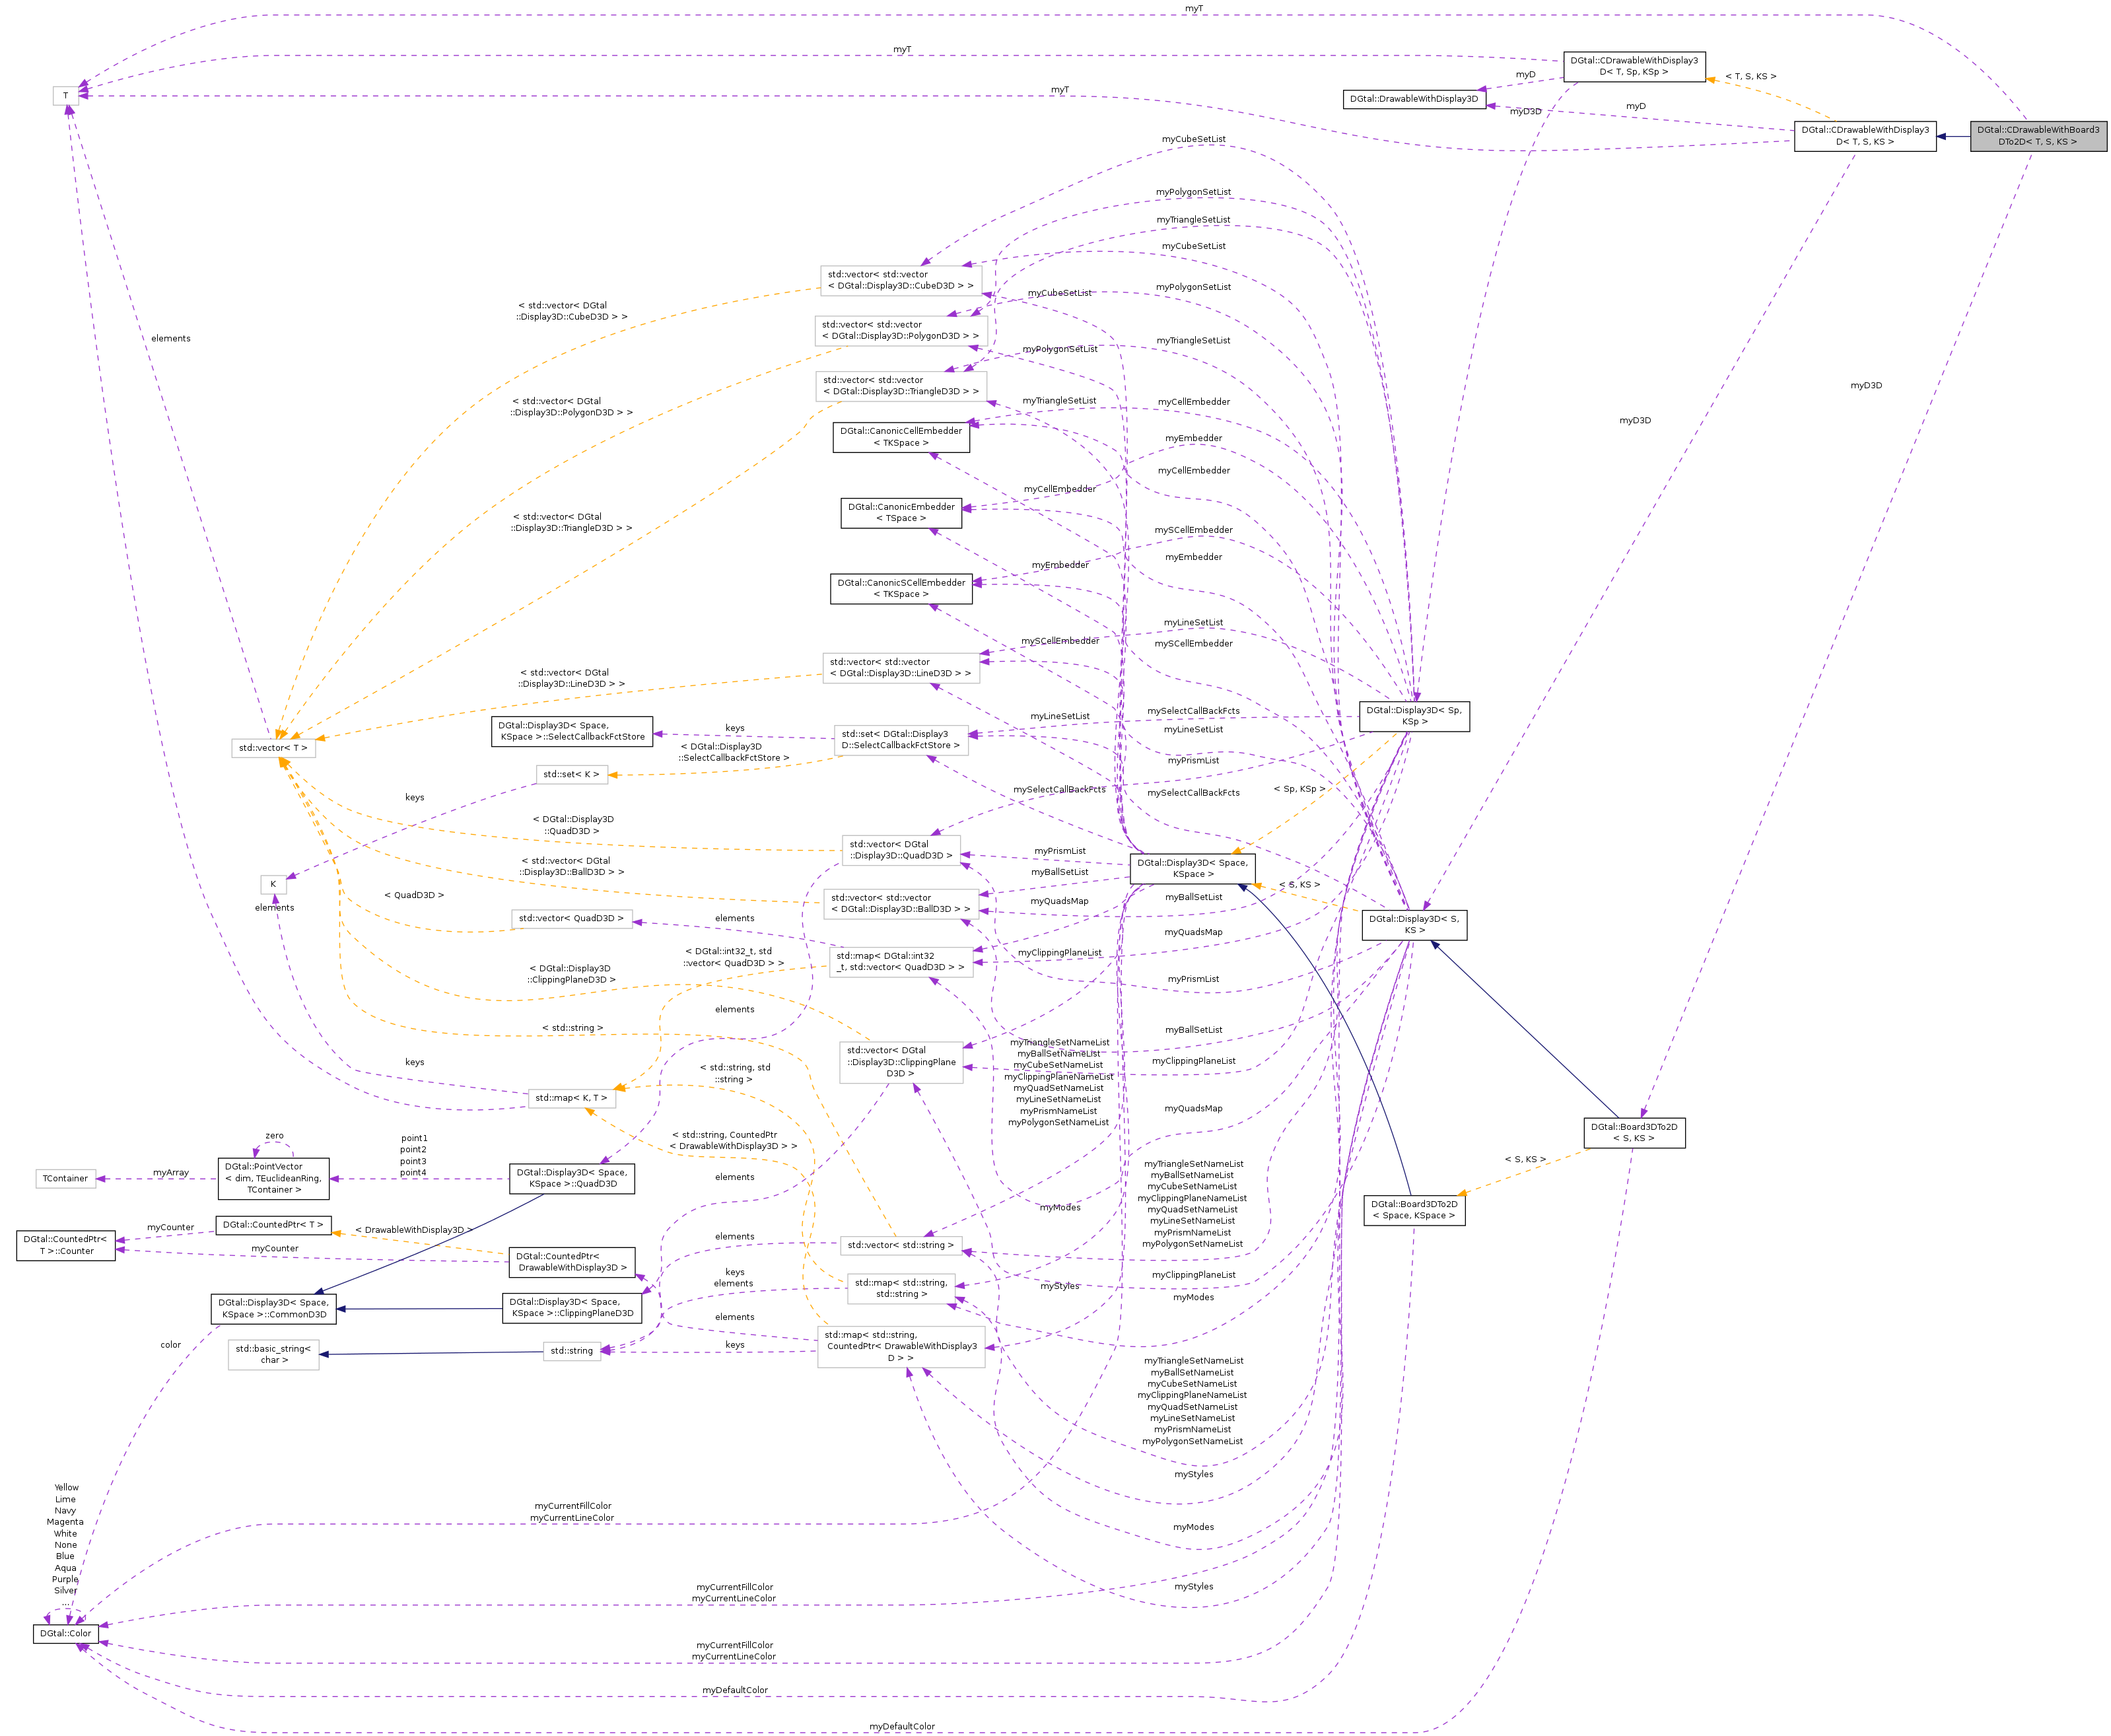 myT
myT
DGtal::CDrawableWithDisplay3
D< T, Sp, KSp >
myD
< T, S, KS >
T
myT
DGtal::DrawableWithDisplay3D
myD
myD3D
DGtal::CDrawableWithDisplay3
D< T, S, KS >
DGtal::CDrawableWithBoard3
DTo2D< T, S, KS >
myCubeSetList
myPolygonSetList
myTriangleSetList
myCubeSetList
std::vector< std::vector
< DGtal::Display3D::CubeD3D > >
myCubeSetList
myPolygonSetList
< std::vector< DGtal
::Display3D::CubeD3D > >
std::vector< std::vector
< DGtal::Display3D::PolygonD3D > >
elements
myPolygonSetList
myTriangleSetList
std::vector< std::vector
< DGtal::Display3D::TriangleD3D > >
myD3D
myD3D
< std::vector< DGtal
::Display3D::PolygonD3D > >
myTriangleSetList
myCellEmbedder
DGtal::CanonicCellEmbedder
< TKSpace >
myEmbedder
myCellEmbedder
myCellEmbedder
< std::vector< DGtal
::Display3D::TriangleD3D > >
DGtal::CanonicEmbedder
< TSpace >
mySCellEmbedder
myEmbedder
myEmbedder
DGtal::CanonicSCellEmbedder
< TKSpace >
myLineSetList
mySCellEmbedder
mySCellEmbedder
std::vector< std::vector
< DGtal::Display3D::LineD3D > >
< std::vector< DGtal
::Display3D::LineD3D > >
DGtal::Display3D< Sp,
KSp >
mySelectCallBackFcts
myLineSetList
myLineSetList
DGtal::Display3D< Space,
KSpace >::SelectCallbackFctStore
keys
std::set< DGtal::Display3
D::SelectCallbackFctStore >
std::vector< T >
< DGtal::Display3D
::SelectCallbackFctStore >
myPrismList
std::set< K >
keys
mySelectCallBackFcts
mySelectCallBackFcts
< Sp, KSp >
< DGtal::Display3D
::QuadD3D >
std::vector< DGtal
::Display3D::QuadD3D >
myPrismList
DGtal::Display3D< Space,
KSpace >
< std::vector< DGtal
::Display3D::BallD3D > >
myBallSetList
K
elements
< QuadD3D >
std::vector< std::vector
< DGtal::Display3D::BallD3D > >
myQuadsMap
myBallSetList
< S, KS >
std::vector< QuadD3D >
elements
DGtal::Display3D< S,
KS >
myQuadsMap
< DGtal::int32_t, std
::vector< QuadD3D > >
std::map< DGtal::int32
_t, std::vector< QuadD3D > >
myClippingPlaneList
< DGtal::Display3D
::ClippingPlaneD3D >
myPrismList
elements
< std::string >
myBallSetList
std::vector< DGtal
::Display3D::ClippingPlane
D3D >
myClippingPlaneList
myTriangleSetNameList
myBallSetNameList
myCubeSetNameList
myClippingPlaneNameList
myQuadSetNameList
myLineSetNameList
myPrismNameList
myPolygonSetNameList
keys
< std::string, std
::string >
std::map< K, T >
myQuadsMap
DGtal::Board3DTo2D
< S, KS >
zero
point1
point2
point3
point4
< std::string, CountedPtr
< DrawableWithDisplay3D > >
< S, KS >
TContainer
myArray
DGtal::PointVector
< dim, TEuclideanRing,
TContainer >
DGtal::Display3D< Space,
KSpace >::QuadD3D
elements
myTriangleSetNameList
myBallSetNameList
myCubeSetNameList
myClippingPlaneNameList
myQuadSetNameList
myLineSetNameList
myPrismNameList
myPolygonSetNameList
myModes
DGtal::Board3DTo2D
< Space, KSpace >
DGtal::CountedPtr<
T >::Counter
myCounter
DGtal::CountedPtr< T >
< DrawableWithDisplay3D >
myCounter
DGtal::CountedPtr<
DrawableWithDisplay3D >
elements
std::vector< std::string >
keys
elements
std::map< std::string,
std::string >
myStyles
myClippingPlaneList
myModes
DGtal::Display3D< Space,
KSpace >::CommonD3D
DGtal::Display3D< Space,
KSpace >::ClippingPlaneD3D
elements
color
std::basic_string<
char >
std::string
keys
std::map< std::string,
CountedPtr< DrawableWithDisplay3
D > >
myTriangleSetNameList
myBallSetNameList
myCubeSetNameList
myClippingPlaneNameList
myQuadSetNameList
myLineSetNameList
myPrismNameList
myPolygonSetNameList
myStyles
Yellow
Lime
Navy
Magenta
White
None
Blue
Aqua
Purple
Silver
...
myCurrentFillColor
myCurrentLineColor
myModes
myCurrentFillColor
myCurrentLineColor
myStyles
DGtal::Color
myCurrentFillColor
myCurrentLineColor
myDefaultColor
myDefaultColor